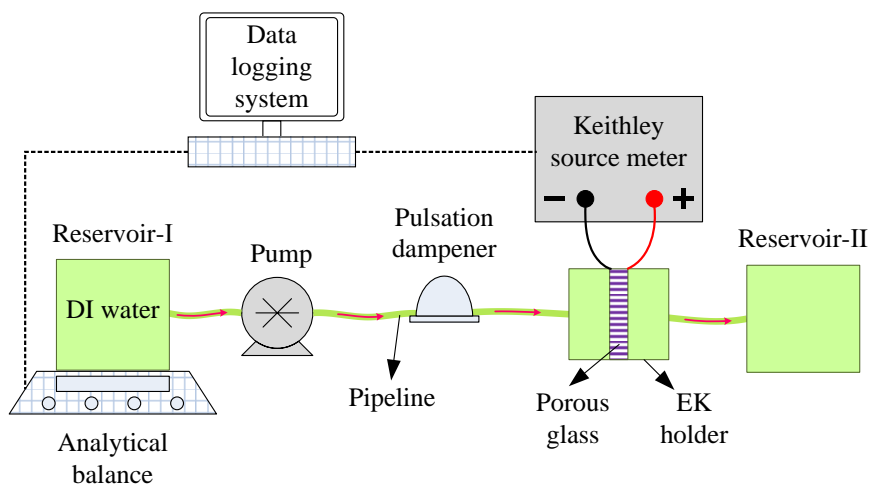 Data
logging
system
Keithley
source meter
− +
Reservoir-I
Pump
Pulsation
dampener
Reservoir-II
DI water
Pipeline
Porous
glass
EK
holder
Analytical
balance